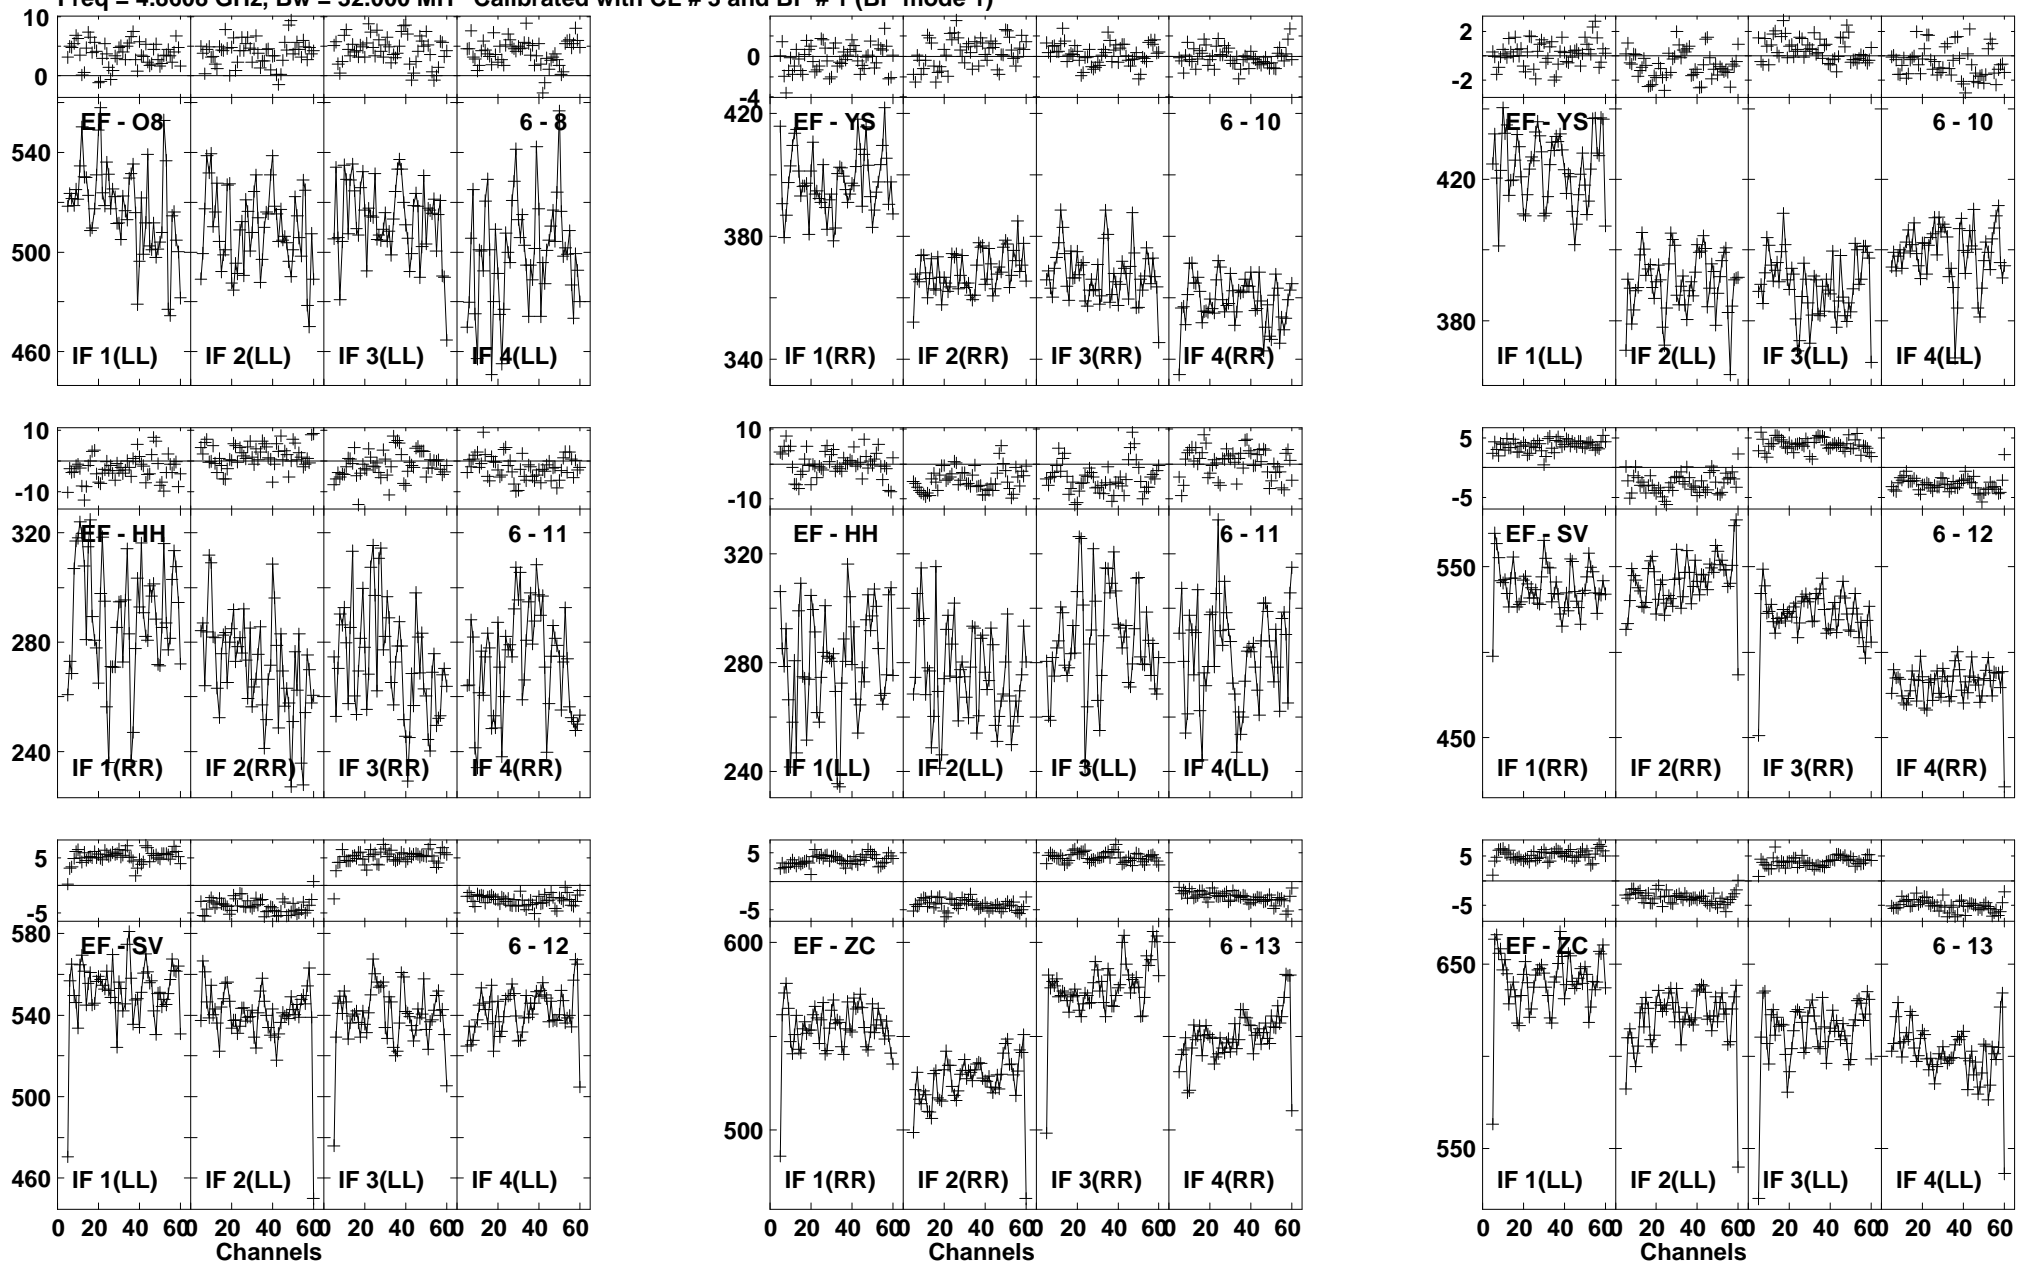 Freq = 4.8608 GHz, Bw = 32.000 MH Calibrated with CL # 3 and BP # 1 (BP mode 1)
10
0
EF - O8
6 - 8
540
500
460
IF 1(LL)
IF 2(LL)
IF 3(LL)
IF 4(LL)
0
-4
420
EF - YS
6 - 10
380
340
IF 1(RR)
IF 2(RR)
IF 3(RR)
IF 4(RR)
2
-2
EF - YS
6 - 10
420
380
IF 1(LL)
IF 2(LL)
IF 3(LL)
IF 4(LL)
10
-10
320
EF - HH
6 - 11
280
240
IF 1(RR)
IF 2(RR)
IF 3(RR)
IF 4(RR)
10
-10
EF - HH
6 - 11
320
280
240
IF 1(LL)
IF 2(LL)
IF 3(LL)
IF 4(LL)
5
-5
EF - SV
6 - 12
550
450
IF 1(RR)
IF 2(RR)
IF 3(RR)
IF 4(RR)
5
-5
580
EF - SV
6 - 12
540
500
460
IF 1(LL)
IF 2(LL)
IF 3(LL)
IF 4(LL)
0 20 40 60 0 20 40 60 0 20 40 60 0 20 40 60
Channels
5
-5
600
EF - ZC
6 - 13
500
IF 1(RR)
IF 2(RR)
IF 3(RR)
IF 4(RR)
0 20 40 60 0 20 40 60 0 20 40 60 0 20 40 60
Channels
5
-5
EF - ZC
6 - 13
650
550
IF 1(LL)
IF 2(LL)
IF 3(LL)
IF 4(LL)
0 20 40 60 0 20 40 60 0 20 40 60 0 20 40 60
Channels